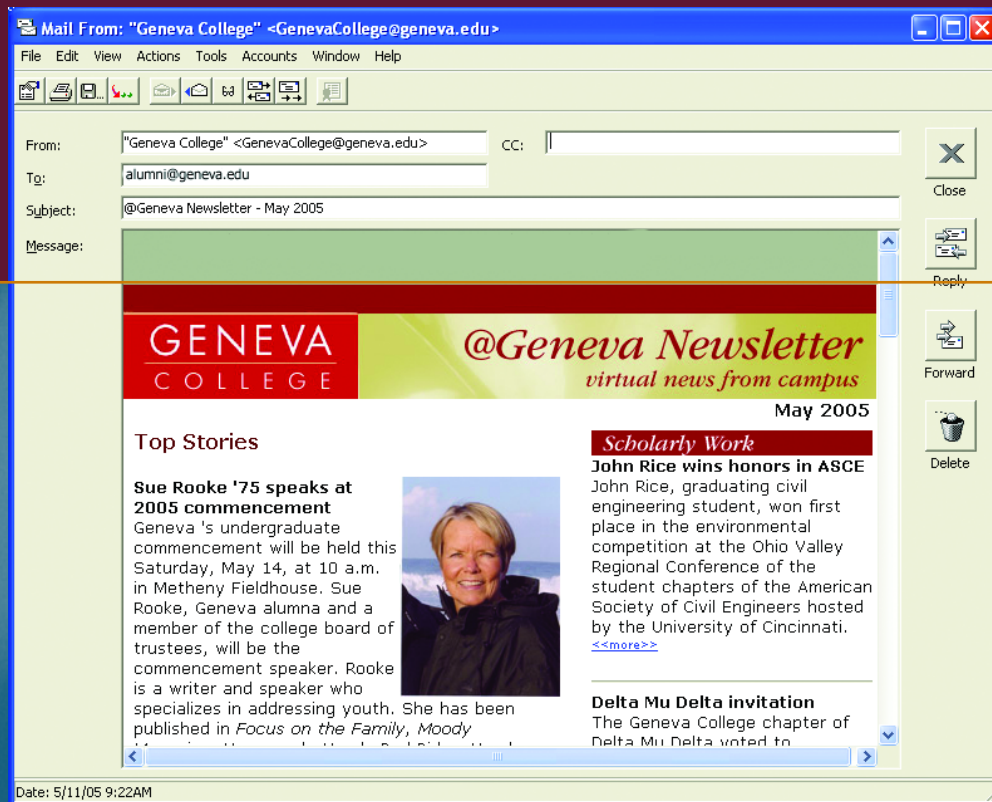 Mail From: "Geneva College" <GenevaCollege@geneva.edu>
File Edit View Actions Tools Accounts Window Help
From: "Geneva College" <GenevaCollege@geneva.edu> CC:
To: alumni@geneva.edu
Subject: @Geneva Newsletter - May 2005
Message:
Close
Reply
Forward
Delete
GENEVA
COLLEGE
@Geneva Newsletter
virtual news from campus
May 2005
Top Stories
Sue Rooke '75 speaks at
2005 commencement
Geneva 's undergraduate
commencement will be held this
Saturday, May 14, at 10 a.m.
in Metheny Fieldhouse. Sue
Rooke, Geneva alumna and a
member of the college board of
trustees, will be the
commencement speaker. Rooke
is a writer and speaker who
specializes in addressing youth. She has been
published in Focus on the Family, Moody
Scholarly Work
John Rice wins honors in ASCE
John Rice, graduating civil
engineering student, won first
place in the environmental
competition at the Ohio Valley
Regional Conference of the
student chapters of the American
Society of Civil Engineers hosted
by the University of Cincinnati.
<<more>>
Delta Mu Delta invitation
The Geneva College chapter of
Delta Mu Delta voted to
Date: 5/11/05 9:22AM